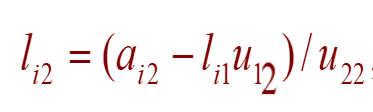 l_{i2} = (a_{i2} − l_{i1}u_{12}) / u_{22},